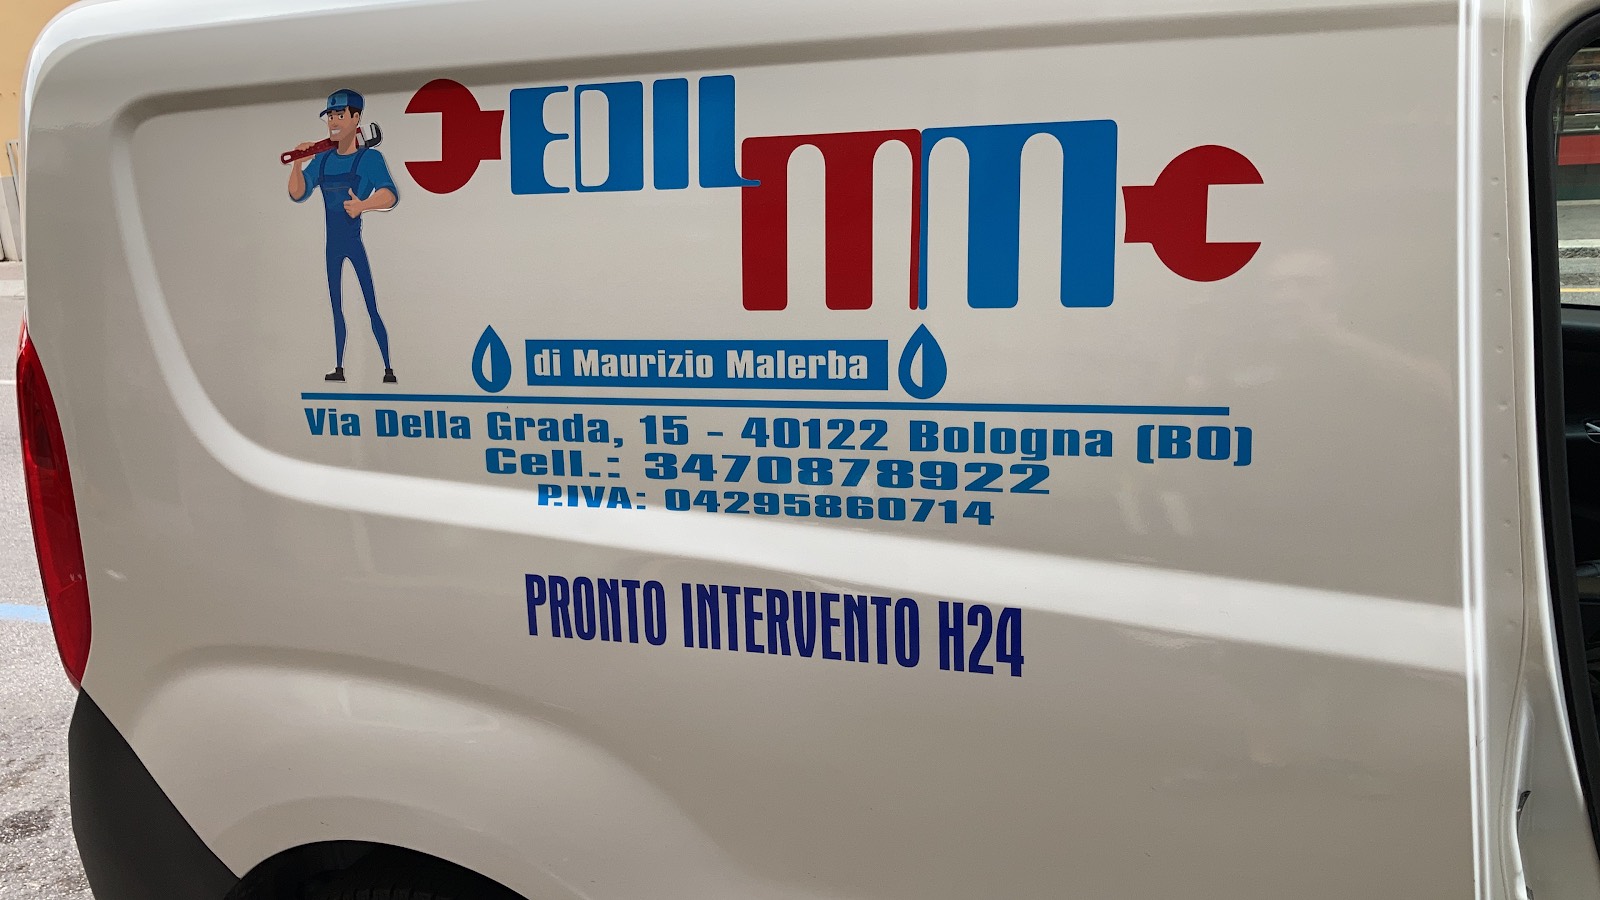 EDIL MM
di Maurizio Malerba
Via Della Grada, 15 - 40122 Bologna (BO)
Cell.: 3470878922
P.IVA: 04295860714
PRONTO INTERVENTO H24